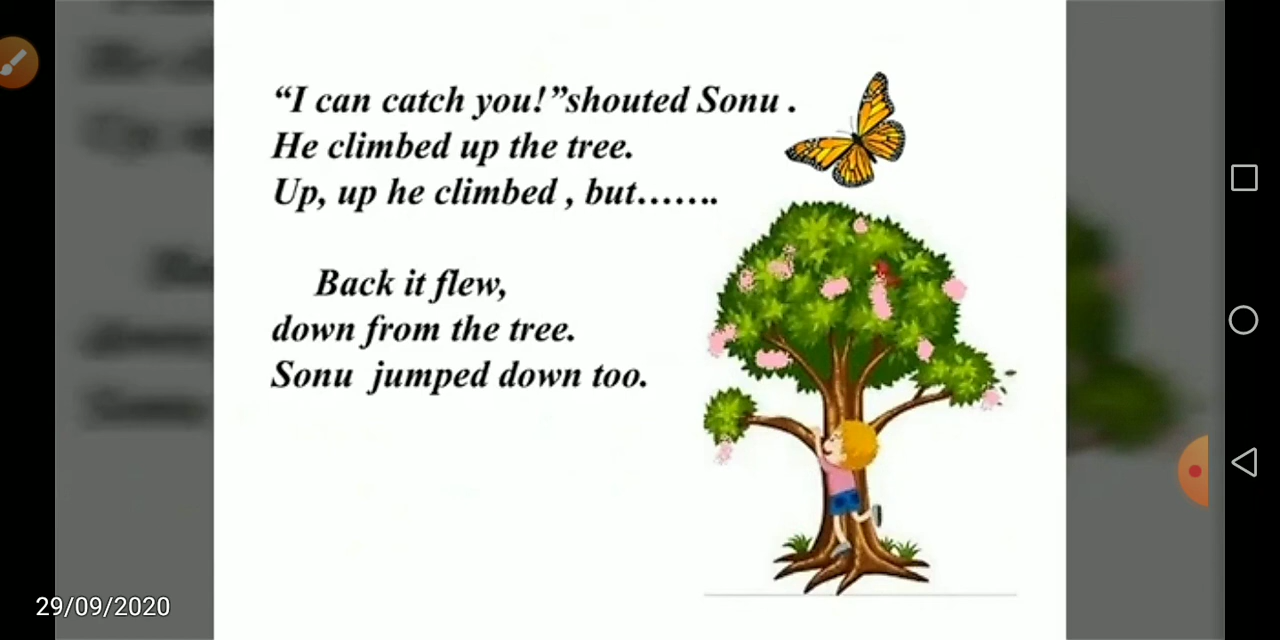 “I can catch you!”shouted Sonu .
He climbed up the tree.
Up, up he climbed , but.......
Back it flew,
down from the tree.
Sonu jumped down too.
29/09/2020